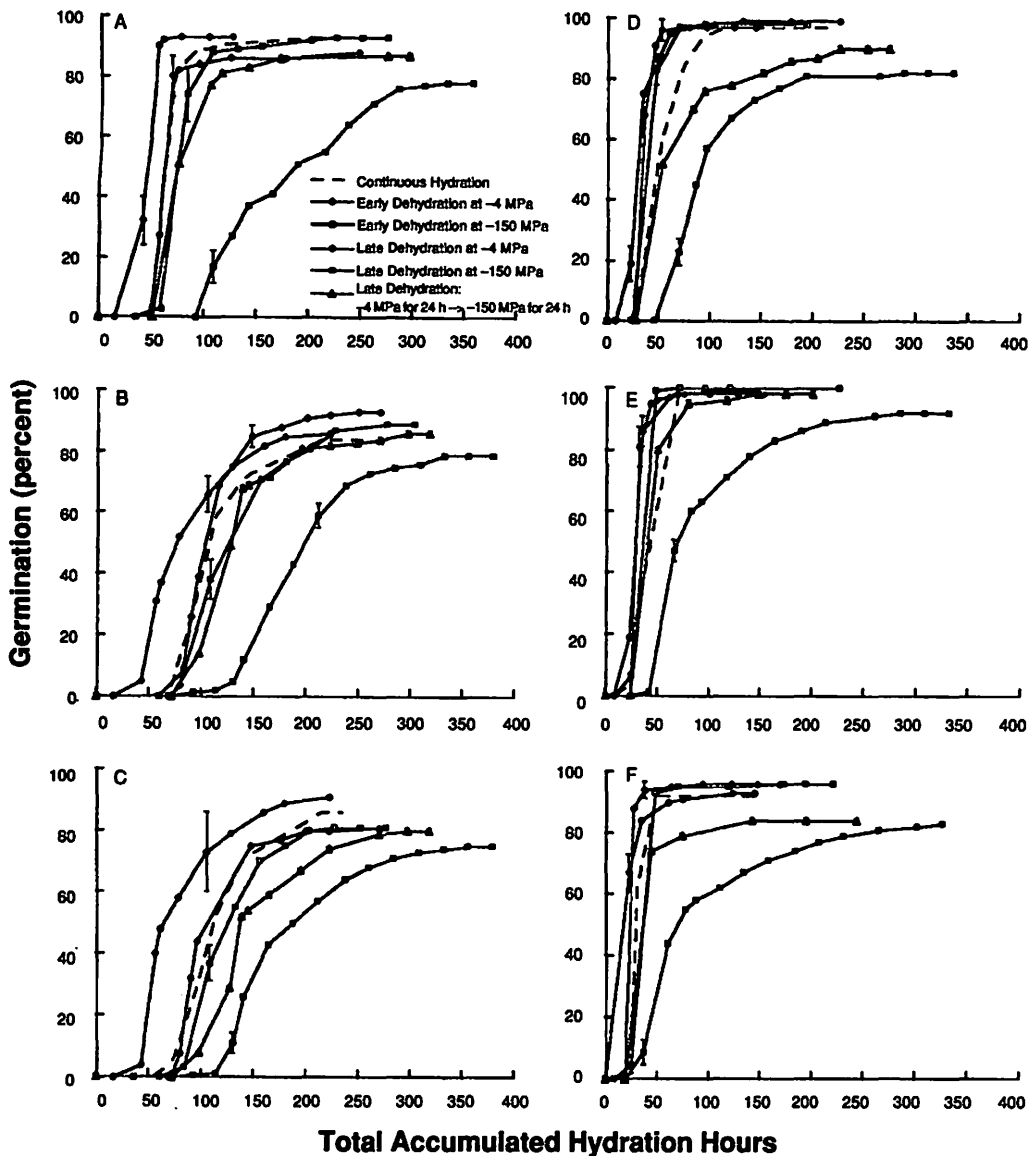 A
100
80
60
40
20
0
Continuous Hydration
Early Dehydration at –4 MPa
Early Dehydration at –150 MPa
Late Dehydration at –4 MPa
Late Dehydration at –150 MPa
Late Dehydration:
–4 MPa for 24 h –> –150 MPa for 24 h
0 50 100 150 200 250 300 350 400
D
100
80
60
40
20
0
0 50 100 150 200 250 300 350 400
B
100
80
60
40
20
0
0 50 100 150 200 250 300 350 400
E
100
80
60
40
20
0
0 50 100 150 200 250 300 350 400
C
100
80
60
40
20
0
0 50 100 150 200 250 300 350 400
F
100
80
60
40
20
0
0 50 100 150 200 250 300 350 400
Germination (percent)
Total Accumulated Hydration Hours